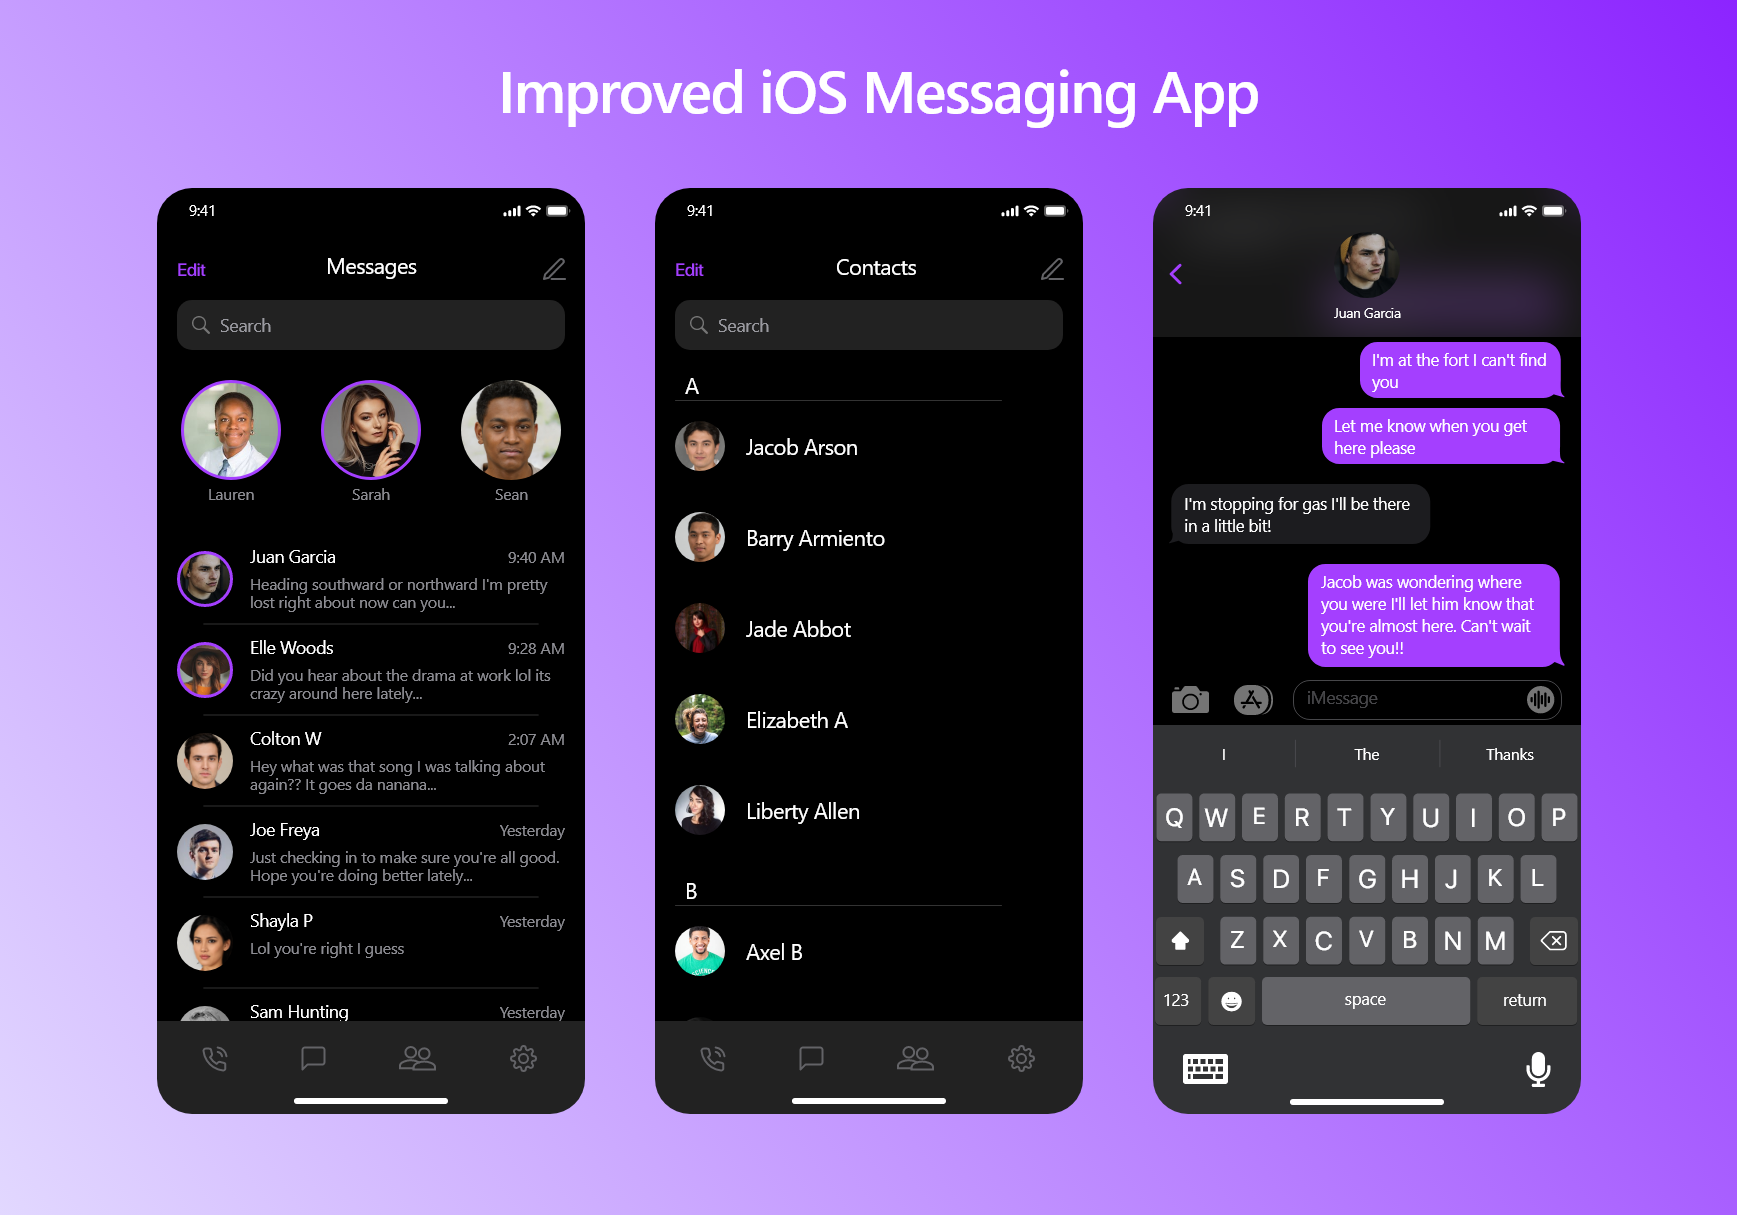 Improved iOS Messaging App
9:41
Edit
Messages
Search
Lauren
Sarah
Sean
Juan Garcia
9:40 AM
Heading southward or northward I'm pretty
lost right about now can you...
Elle Woods
9:28 AM
Did you hear about the drama at work lol its
crazy around here lately...
Colton W
2:07 AM
Hey what was that song I was talking about
again?? It goes da nanana...
Joe Freya
Yesterday
Just checking in to make sure you're all good.
Hope you're doing better lately...
Shayla P
Yesterday
Lol you're right I guess
Sam Hunting
Yesterday
9:41
Edit
Contacts
Search
A
Jacob Arson
Barry Armiento
Jade Abbot
Elizabeth A
Liberty Allen
B
Axel B
SCIENCE
9:41
Juan Garcia
I'm at the fort I can't find
you
Let me know when you get
here please
I'm stopping for gas I'll be there
in a little bit!
Jacob was wondering where
you were I'll let him know that
you're almost here. Can't wait
to see you!!
iMessage
I
The
Thanks
Q W E R T Y U I O P
A S D F G H J K L
Z X C V B N M
123
space
return